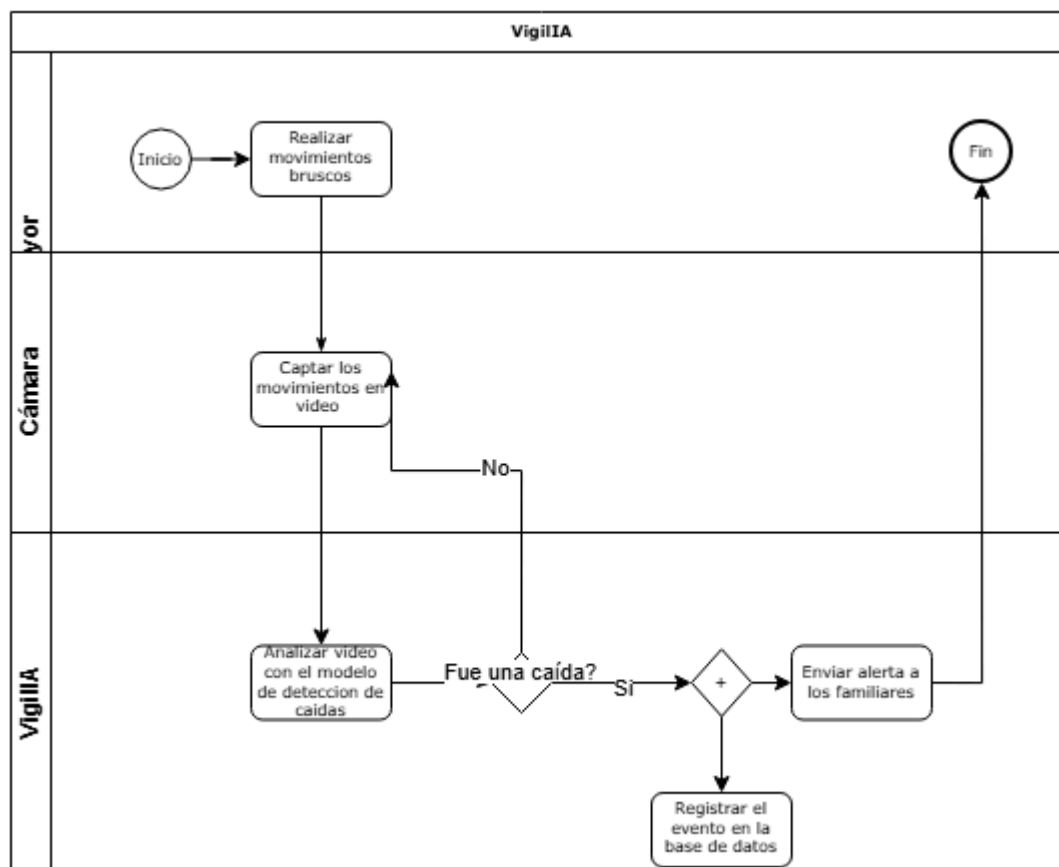 VigilIA
Inicio
Realizar
movimientos
bruscos
Fin
yor
Cámara
Captar los
movimientos en
video
No
VigilIA
Analizar video
con el modelo
de deteccion de
caidas
Fue una caída?
Si
+
Enviar alerta a
los familiares
Registrar el
evento en la
base de datos